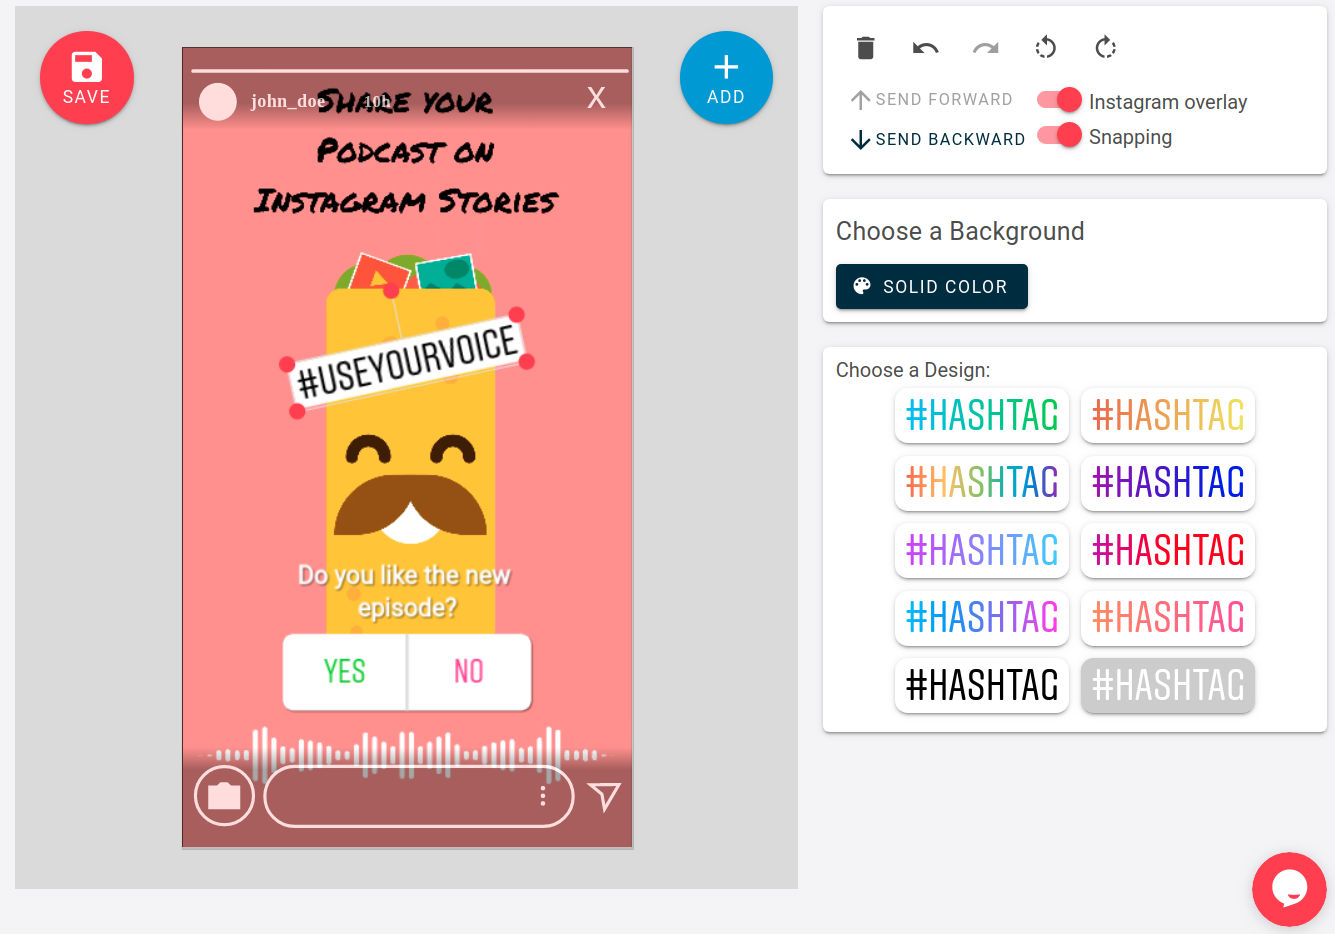 SAVE
john_doe 10h X
Share your
Podcast on
Instagram Stories
#USEYOURVOICE
Do you like the new
episode?
YES NO
ADD
SEND FORWARD
SEND BACKWARD
Instagram overlay
Snapping
Choose a Background
SOLID COLOR
Choose a Design:
#HASHTAG #HASHTAG
#HASHTAG #HASHTAG
#HASHTAG #HASHTAG
#HASHTAG #HASHTAG
#HASHTAG #HASHTAG